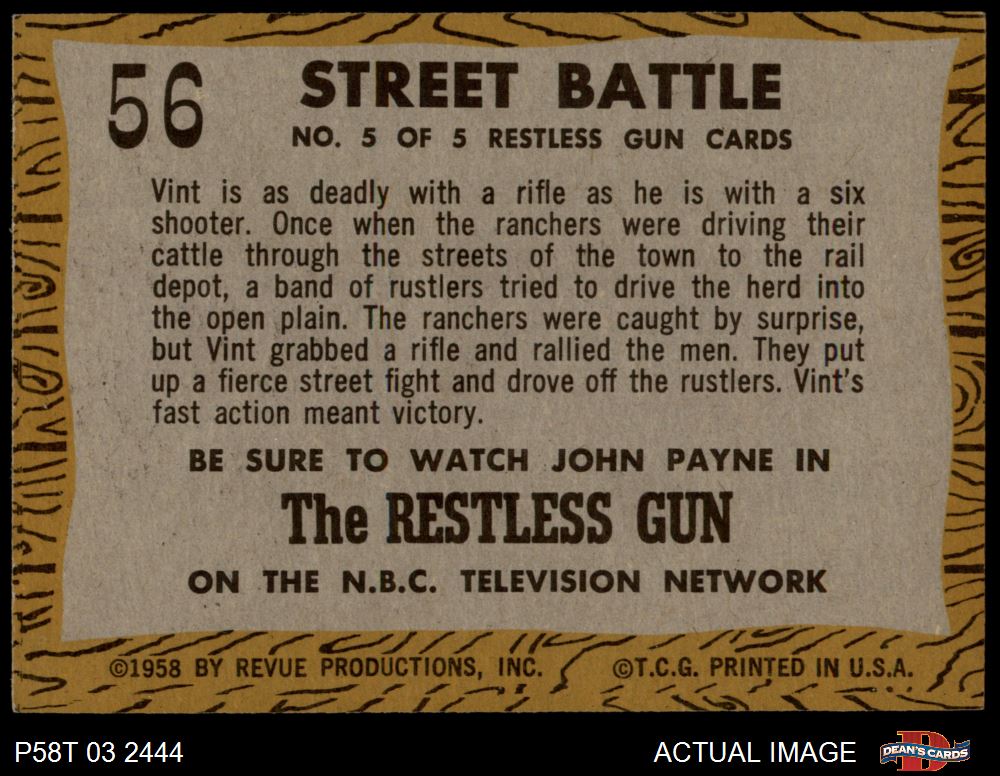 56
STREET BATTLE
NO. 5 OF 5 RESTLESS GUN CARDS
Vint is as deadly with a rifle as he is with a six
shooter. Once when the ranchers were driving their
cattle through the streets of the town to the rail
depot, a band of rustlers tried to drive the herd into
the open plain. The ranchers were caught by surprise,
but Vint grabbed a rifle and rallied the men. They put
up a fierce street fight and drove off the rustlers. Vint's
fast action meant victory.
BE SURE TO WATCH JOHN PAYNE IN
The RESTLESS GUN
ON THE N.B.C. TELEVISION NETWORK
©1958 BY REVUE PRODUCTIONS, INC. ©T.C.G. PRINTED IN U.S.A.
P58T 03 2444 ACTUAL IMAGE D DEAN'S CARDS